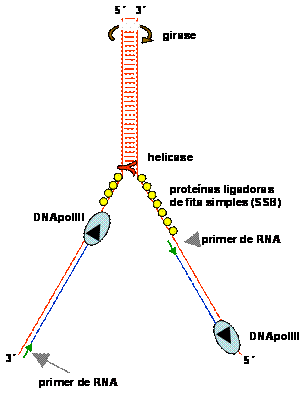 5´ 3´
girase
helicase
proteínas ligadoras
de fita simples (SSB)
DNApolIII
primer de RNA
DNApolIII
3´
5´
primer de RNA